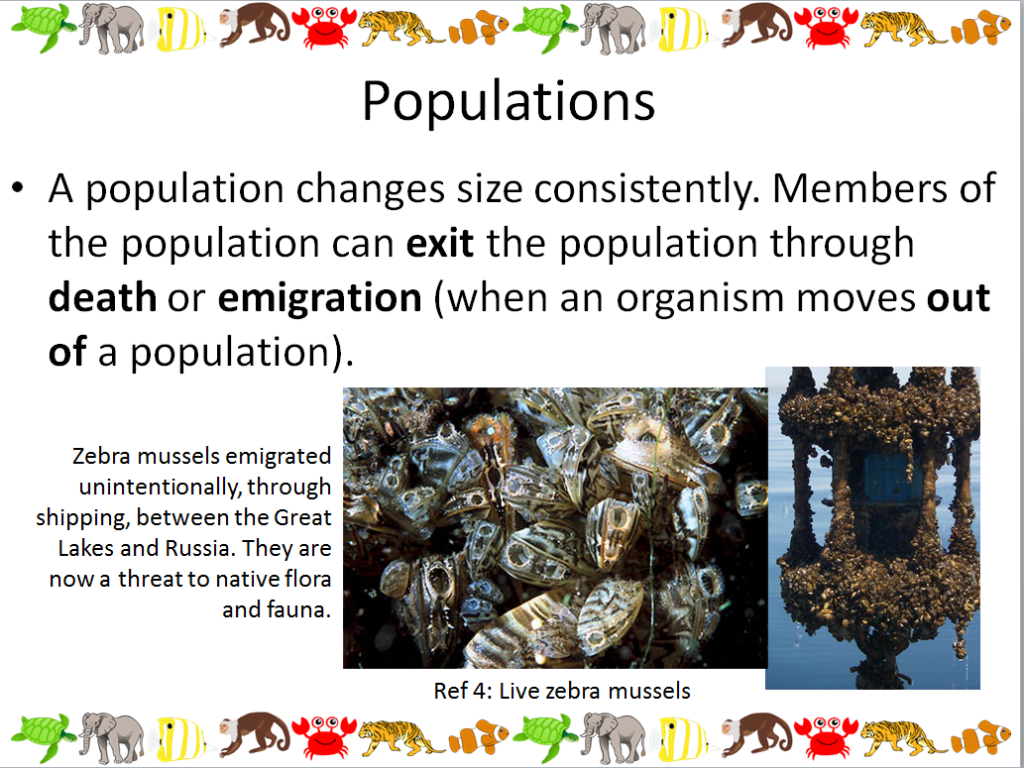 Populations
• A population changes size consistently. Members of
the population can exit the population through
death or emigration (when an organism moves out
of a population).
Zebra mussels emigrated
unintentionally, through
shipping, between the Great
Lakes and Russia. They are
now a threat to native flora
and fauna.
Ref 4: Live zebra mussels